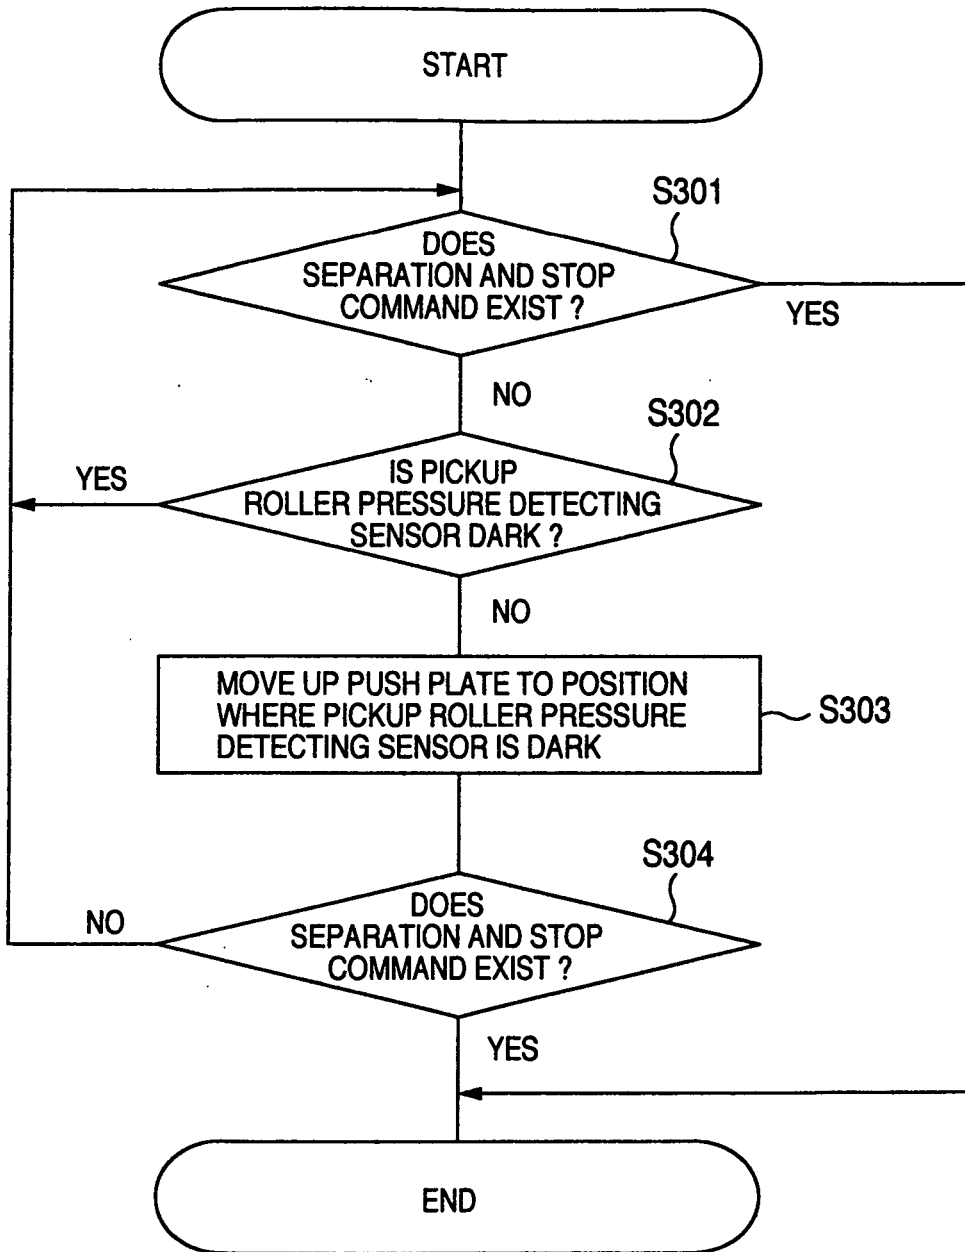 START
S301
DOES
SEPARATION AND STOP
COMMAND EXIST ?
YES
NO
S302
YES
IS PICKUP
ROLLER PRESSURE DETECTING
SENSOR DARK ?
NO
MOVE UP PUSH PLATE TO POSITION
WHERE PICKUP ROLLER PRESSURE
DETECTING SENSOR IS DARK
S303
S304
NO
DOES
SEPARATION AND STOP
COMMAND EXIST ?
YES
END